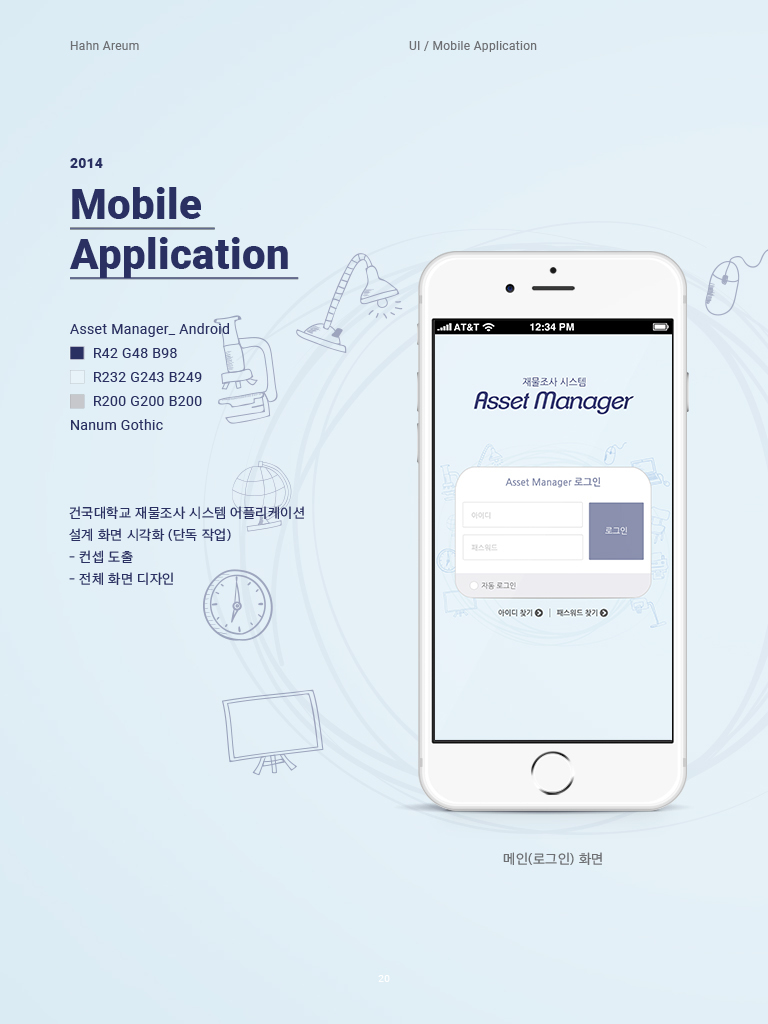 Hahn Areum
UI / Mobile Application
2014
Mobile
Application
Asset Manager_ Android
R42 G48 B98
R232 G243 B249
R200 G200 B200
Nanum Gothic
건국대학교 재물조사 시스템 어플리케이션
설계 화면 시각화 (단독 작업)
- 컨셉 도출
- 전체 화면 디자인
AT&T 12:34 PM
재물조사 시스템
Asset Manager
Asset Manager 로그인
아이디
패스워드
로그인
자동 로그인
아이디 찾기 | 패스워드 찾기
메인(로그인) 화면
20